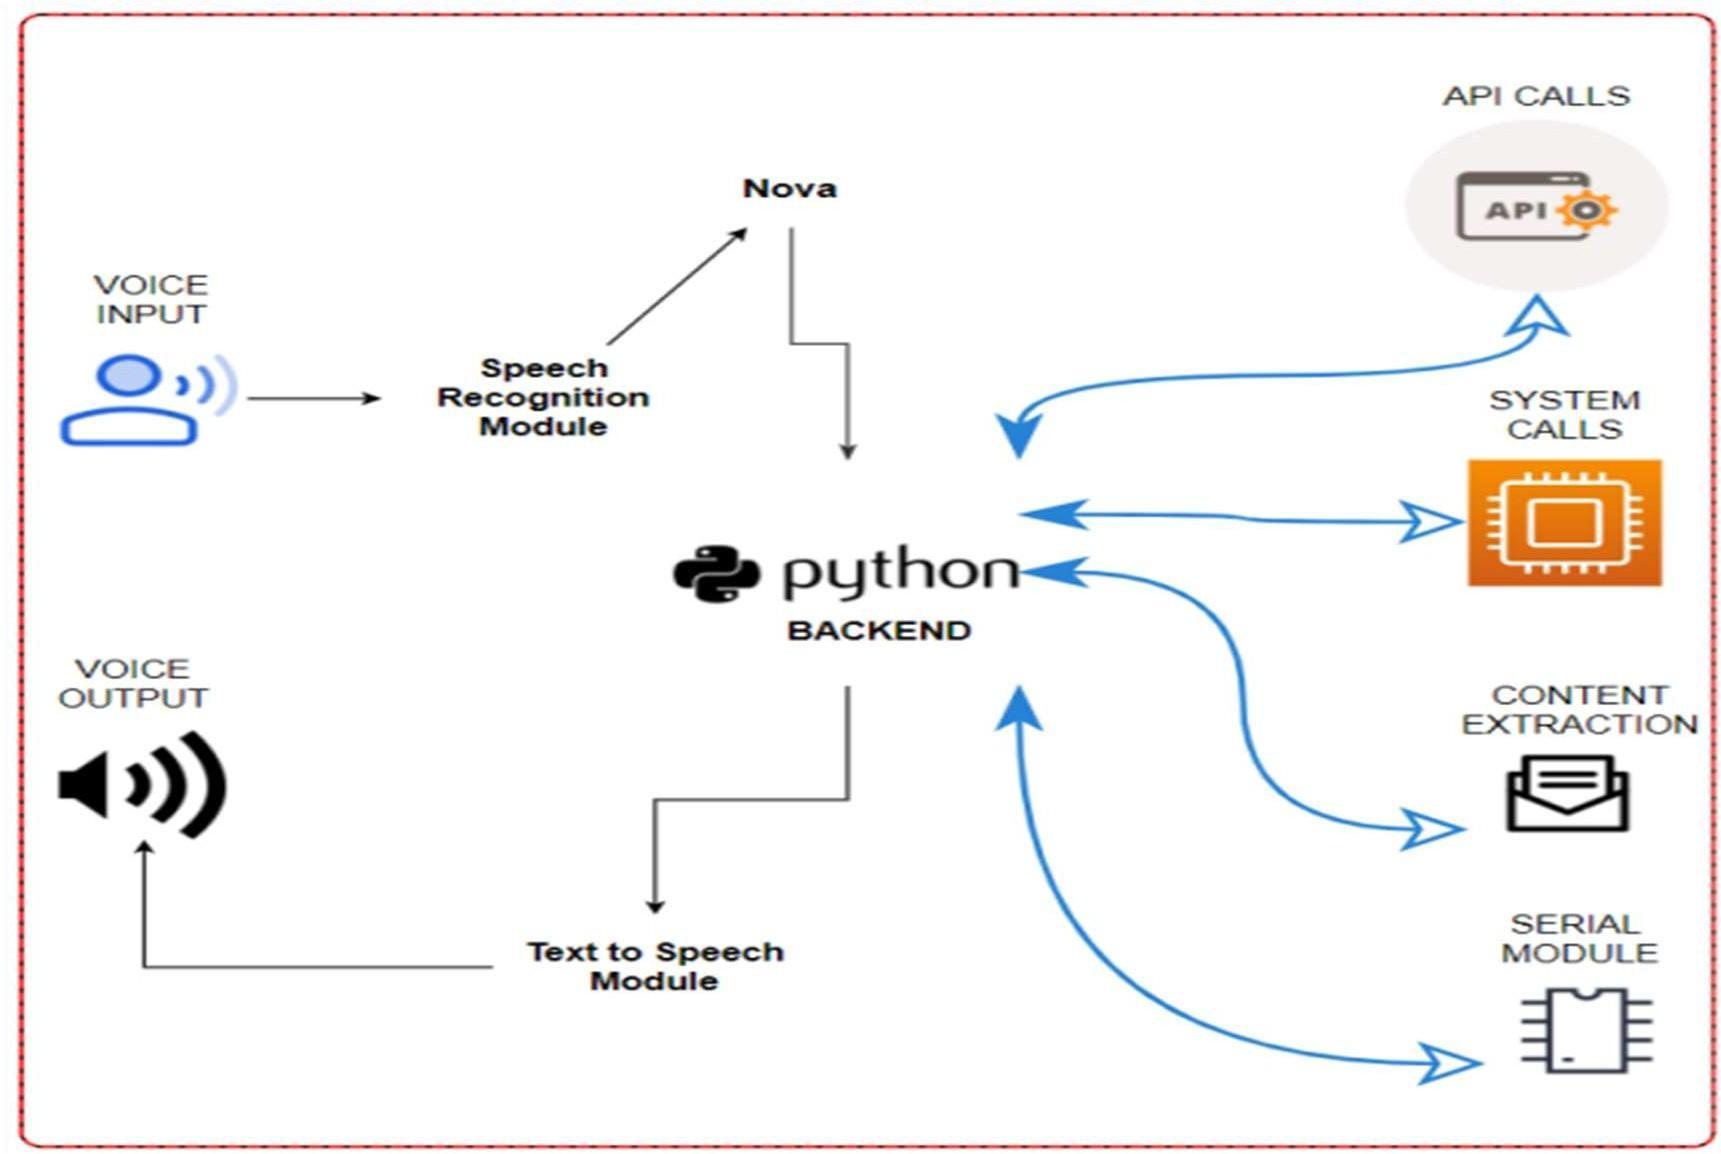 API CALLS
API
Nova
VOICE
INPUT
Speech
Recognition
Module
SYSTEM
CALLS
python
BACKEND
VOICE
OUTPUT
CONTENT
EXTRACTION
Text to Speech
Module
SERIAL
MODULE